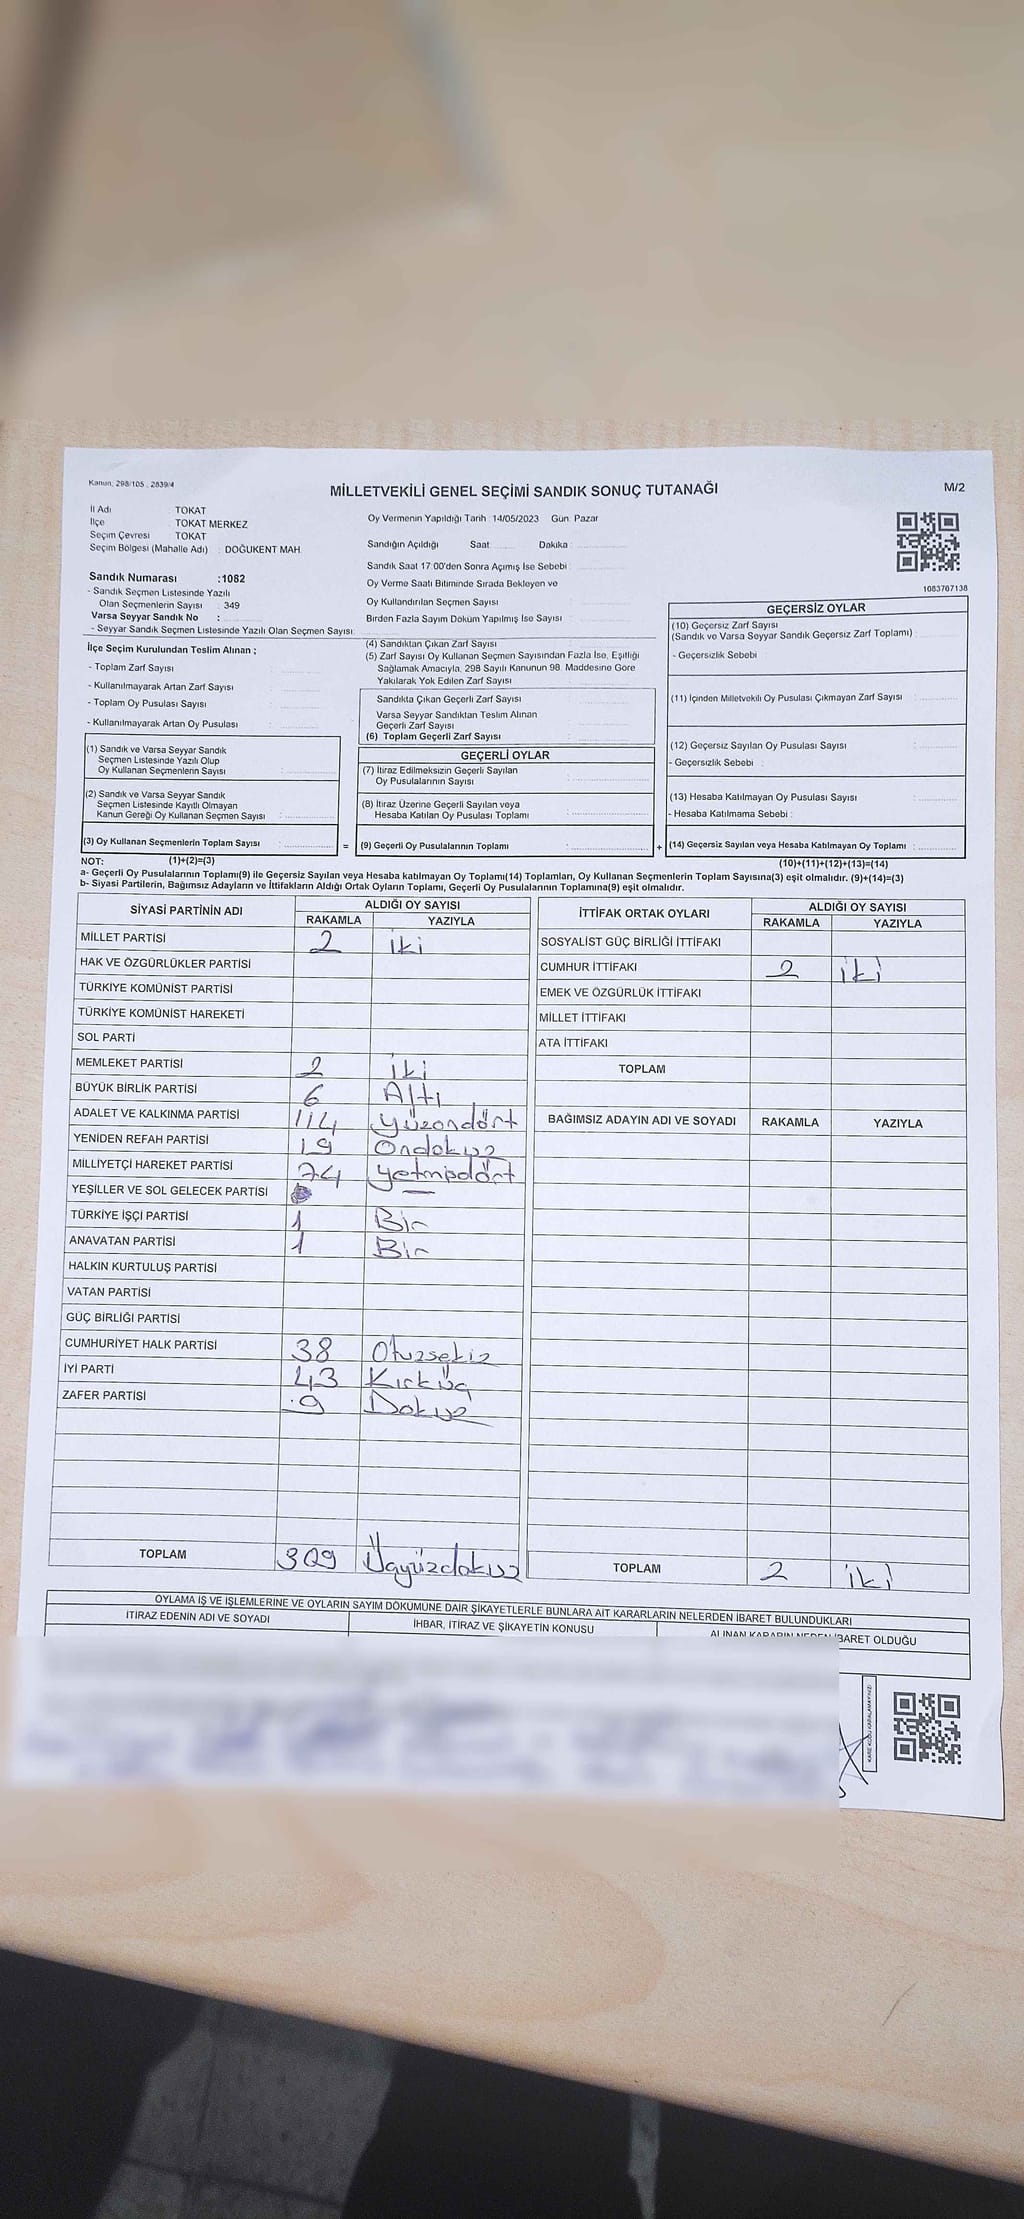 Kanun; 298/105 , 2839/4
MİLLETVEKİLİ GENEL SEÇİMİ SANDIK SONUÇ TUTANAĞI
M/2
İl Adı : TOKAT
İlçe : TOKAT MERKEZ
Seçim Çevresi : TOKAT
Seçim Bölgesi (Mahalle Adı) : DOĞUKENT MAH.
Sandık Numarası :1082
- Sandık Seçmen Listesinde Yazılı
Olan Seçmenlerin Sayısı : 349
Varsa Seyyar Sandık No :
- Seyyar Sandık Seçmen Listesinde Yazılı Olan Seçmen Sayısı:
İlçe Seçim Kurulundan Teslim Alınan ;
- Toplam Zarf Sayısı
- Kullanılmayarak Artan Zarf Sayısı
- Toplam Oy Pusulası Sayısı
- Kullanılmayarak Artan Oy Pusulası :
Oy Vermenin Yapıldığı Tarih :14/05/2023 Gün: Pazar
Sandığın Açıldığı Saat: Dakika :
Sandık Saat 17:00'den Sonra Açımış İse Sebebi :
Oy Verme Saati Bitiminde Sırada Bekleyen ve
Oy Kullandırılan Seçmen Sayısı
Birden Fazla Sayım Döküm Yapılmış İse Sayısı :
(4) Sandıktan Çıkan Zarf Sayısı
(5) Zarf Sayısı Oy Kullanan Seçmen Sayısından Fazla İse, Eşitliği
Sağlamak Amacıyla, 298 Sayılı Kanunun 98. Maddesine Göre
Yakılarak Yok Edilen Zarf Sayısı
Sandıkta Çıkan Geçerli Zarf Sayısı
Varsa Seyyar Sandıktan Teslim Alınan
Geçerli Zarf Sayısı
(6) Toplam Geçerli Zarf Sayısı :
1083767138
GEÇERSİZ OYLAR
(10) Geçersiz Zarf Sayısı
(Sandık ve Varsa Seyyar Sandık Geçersiz Zarf Toplamı) :
- Geçersizlik Sebebi :
(11) İçinden Milletvekili Oy Pusulası Çıkmayan Zarf Sayısı :
(12) Geçersiz Sayılan Oy Pusulası Sayısı :
- Geçersizlik Sebebi :
(13) Hesaba Katılmayan Oy Pusulası Sayısı :
- Hesaba Katılmama Sebebi :
(14) Geçersiz Sayılan veya Hesaba Katılmayan Oy Toplamı :
(10)+(11)+(12)+(13)=(14)
(1) Sandık ve Varsa Seyyar Sandık
Seçmen Listesinde Yazılı Olup
Oy Kullanan Seçmenlerin Sayısı :
(2) Sandık ve Varsa Seyyar Sandık
Seçmen Listesinde Kayıtlı Olmayan
Kanun Gereği Oy Kullanan Seçmen Sayısı :
(3) Oy Kullanan Seçmenlerin Toplam Sayısı :
=
GEÇERLİ OYLAR
(7) İtiraz Edilmeksizin Geçerli Sayılan
Oy Pusulalarının Sayısı :
(8) İtiraz Üzerine Geçerli Sayılan veya
Hesaba Katılan Oy Pusulası Toplamı :
(9) Geçerli Oy Pusulalarının Toplamı :
+
NOT: (1)+(2)=(3)
a- Geçerli Oy Pusulalarının Toplamı(9) ile Geçersiz Sayılan veya Hesaba katılmayan Oy Toplamı(14) Toplamları, Oy Kullanan Seçmenlerin Toplam Sayısına(3) eşit olmalıdır. (9)+(14)=(3)
b- Siyasi Partilerin, Bağımsız Adayların ve İttifakların Aldığı Ortak Oyların Toplamı, Geçerli Oy Pusulalarının Toplamına(9) eşit olmalıdır.
SİYASİ PARTİNİN ADI ALDIĞI OY SAYISI
RAKAMLA YAZIYLA
MİLLET PARTİSİ 2 iki
HAK VE ÖZGÜRLÜKLER PARTİSİ
TÜRKİYE KOMÜNİST PARTİSİ
TÜRKİYE KOMÜNİST HAREKETİ
SOL PARTİ
MEMLEKET PARTİSİ 2 iki
BÜYÜK BİRLİK PARTİSİ 6 Altı
ADALET VE KALKINMA PARTİSİ 114 yüzondört
YENİDEN REFAH PARTİSİ 19 Ondokuz
MİLLİYETÇİ HAREKET PARTİSİ 74 yetmişdört
YEŞİLLER VE SOL GELECEK PARTİSİ —
TÜRKİYE İŞÇİ PARTİSİ 1 Bir
ANAVATAN PARTİSİ 1 Bir
HALKIN KURTULUŞ PARTİSİ
VATAN PARTİSİ
GÜÇ BİRLİĞİ PARTİSİ
CUMHURİYET HALK PARTİSİ 38 Otuzsekiz
İYİ PARTİ 43 Kırküç
ZAFER PARTİSİ 9 Dokuz
TOPLAM 309 Üçyüzdokuz
İTTİFAK ORTAK OYLARI ALDIĞI OY SAYISI
RAKAMLA YAZIYLA
SOSYALİST GÜÇ BİRLİĞİ İTTİFAKI
CUMHUR İTTİFAKI 2 iki
EMEK VE ÖZGÜRLÜK İTTİFAKI
MİLLET İTTİFAKI
ATA İTTİFAKI
TOPLAM
BAĞIMSIZ ADAYIN ADI VE SOYADI RAKAMLA YAZIYLA
TOPLAM 2 iki
OYLAMA İŞ VE İŞLEMLERİNE VE OYLARIN SAYIM DÖKÜMÜNE DAİR ŞİKAYETLERLE BUNLARA AİT KARARLARIN NELERDEN İBARET BULUNDUKLARI
İTİRAZ EDENİN ADI VE SOYADI
İHBAR, İTİRAZ VE ŞİKAYETİN KONUSU
ALINAN KARARIN NEDEN İBARET OLDUĞU
KARE KODU KARALAMAYINIZ!